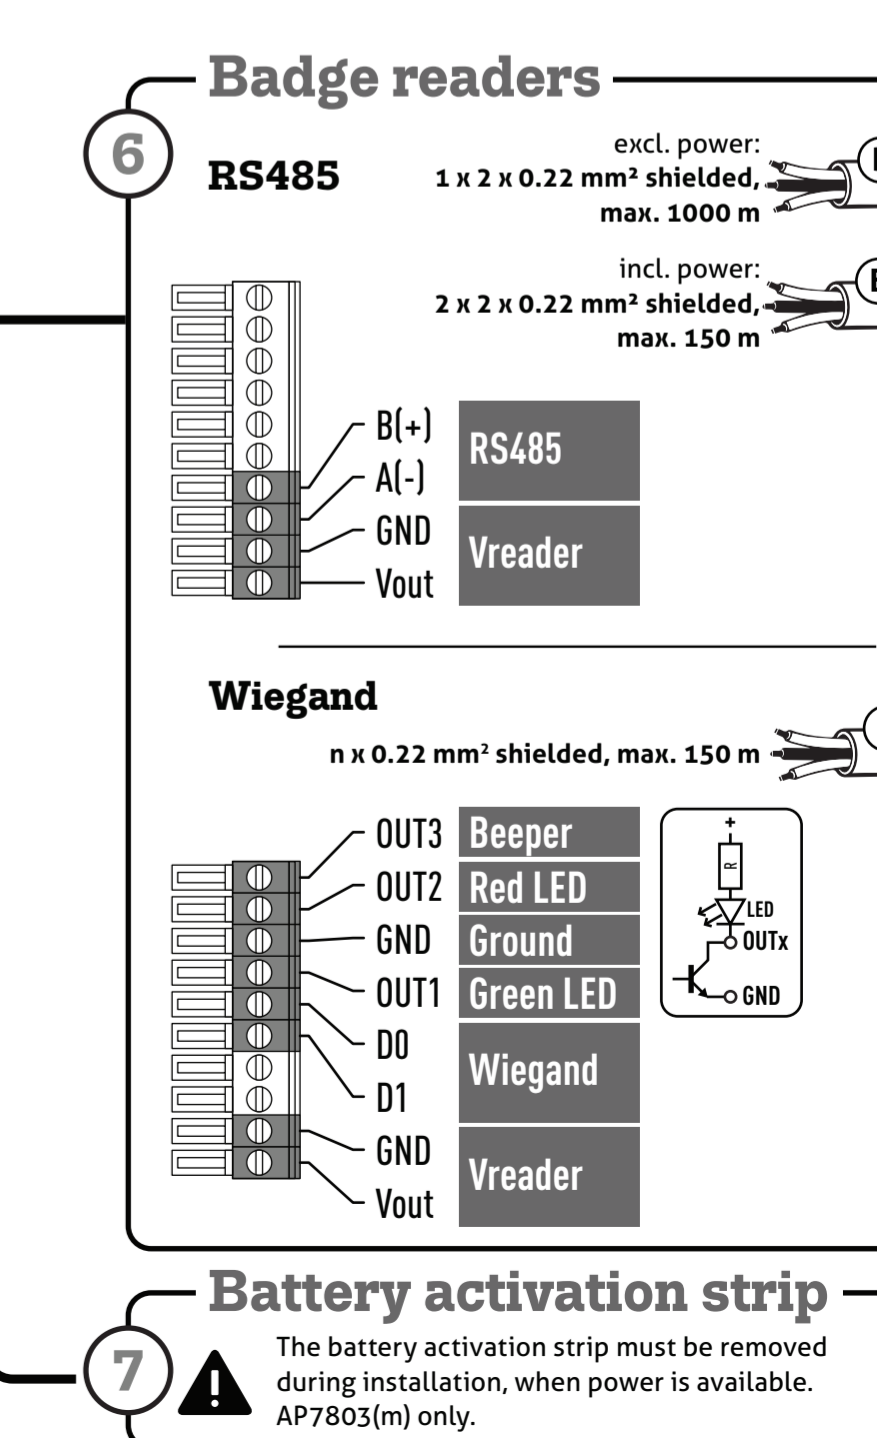 Badge readers
6
RS485
excl. power:
1 x 2 x 0.22 mm² shielded,
max. 1000 m
incl. power:
2 x 2 x 0.22 mm² shielded,
max. 150 m
B(+)
A(-)
RS485
GND
Vout
Vreader
Wiegand
n x 0.22 mm² shielded, max. 150 m
OUT3 Beeper
OUT2 Red LED
GND Ground
OUT1 Green LED
D0
D1
Wiegand
GND
Vout
Vreader
+
R
LED
OUTx
GND
Battery activation strip
7
The battery activation strip must be removed
during installation, when power is available.
AP7803(m) only.